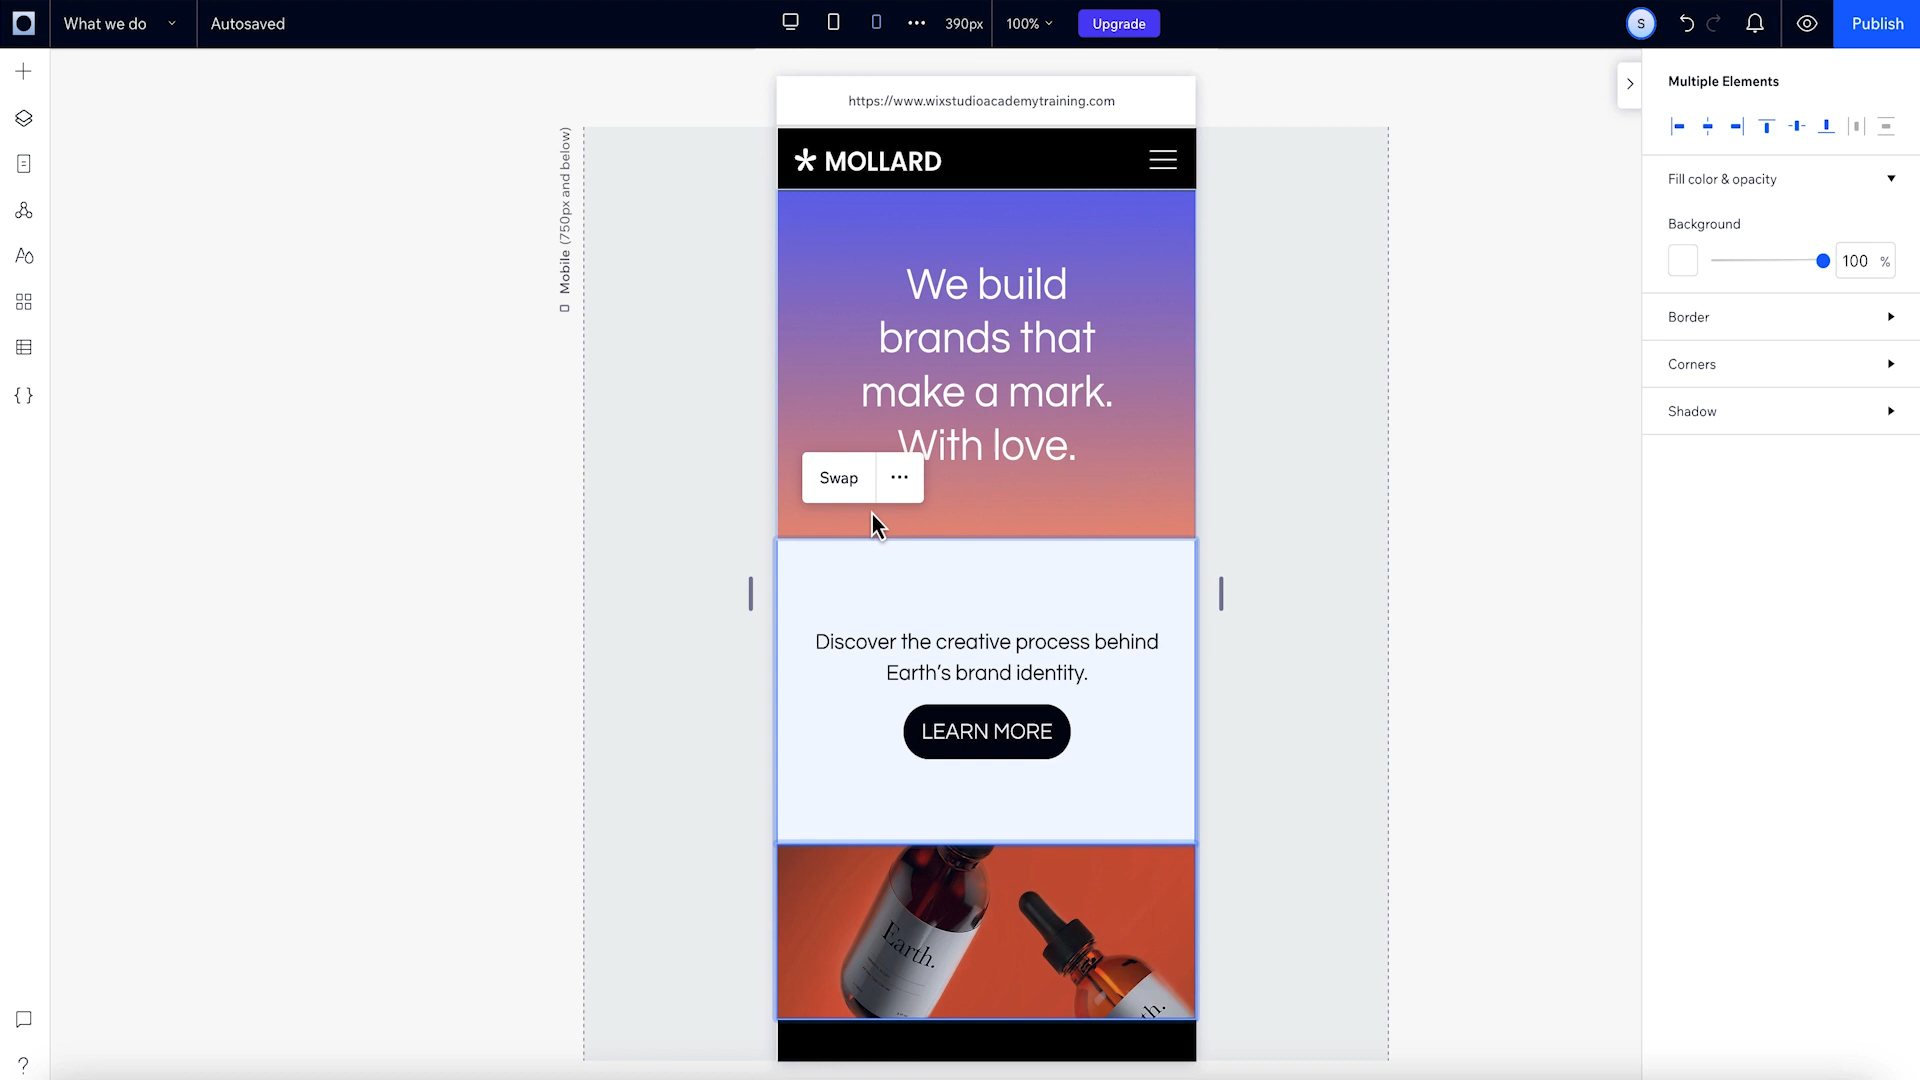 What we do
Autosaved
390px
100%
Upgrade
S
Publish
https://www.wixstudioacademytraining.com
Multiple Elements
MOLLARD
Mobile (750px and below)
Fill color & opacity
Background
100 %
Border
Corners
Shadow
We build
brands that
make a mark.
With love.
Swap
Discover the creative process behind
Earth's brand identity.
LEARN MORE
Earth.
th.